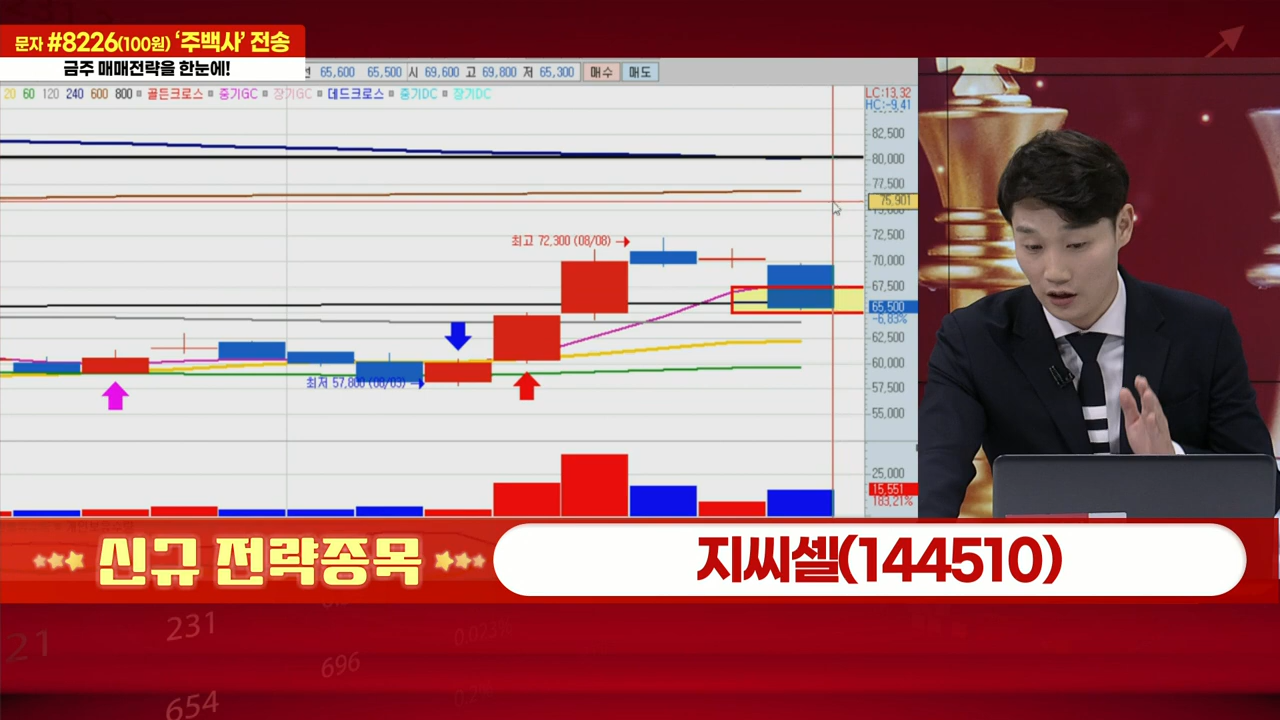 문자 #8226(100원) ‘주백사’ 전송
금주 매매전략을 한눈에!
65,600 65,500 시 69,600 고 69,800 저 65,300 매수 매도
20 60 120 240 600 800 골든크로스 중기GC 장기GC 데드크로스 중기DC 장기DC
LC:13.32
HC:-9.41
82,500
80,000
77,500
75,901
72,500
최고 72,300 (08/08)
70,000
67,500
65,500
-6.83%
62,500
60,000
최저 57,800 (08/03)
57,500
55,000
25,000
15,551
183.21%
신규 전략종목
지씨셀(144510)
21
231
696
654